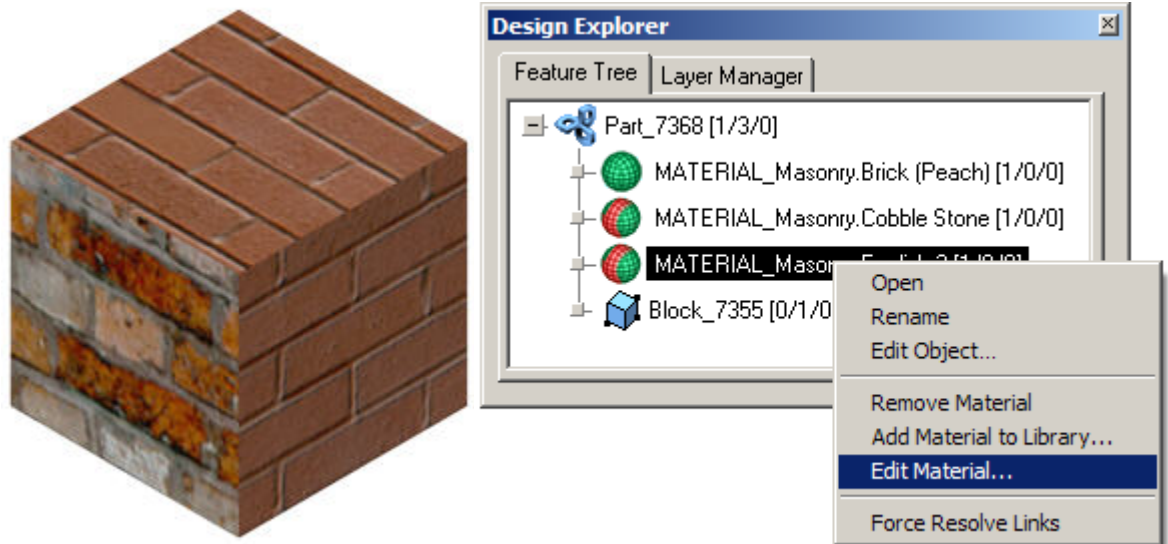 Design Explorer
Feature Tree
Layer Manager
Part_7368 [1/3/0]
MATERIAL_Masonry.Brick (Peach) [1/0/0]
MATERIAL_Masonry.Cobble Stone [1/0/0]
Block_7355 [0/1/0
Open
Rename
Edit Object...
Remove Material
Add Material to Library...
Edit Material...
Force Resolve Links